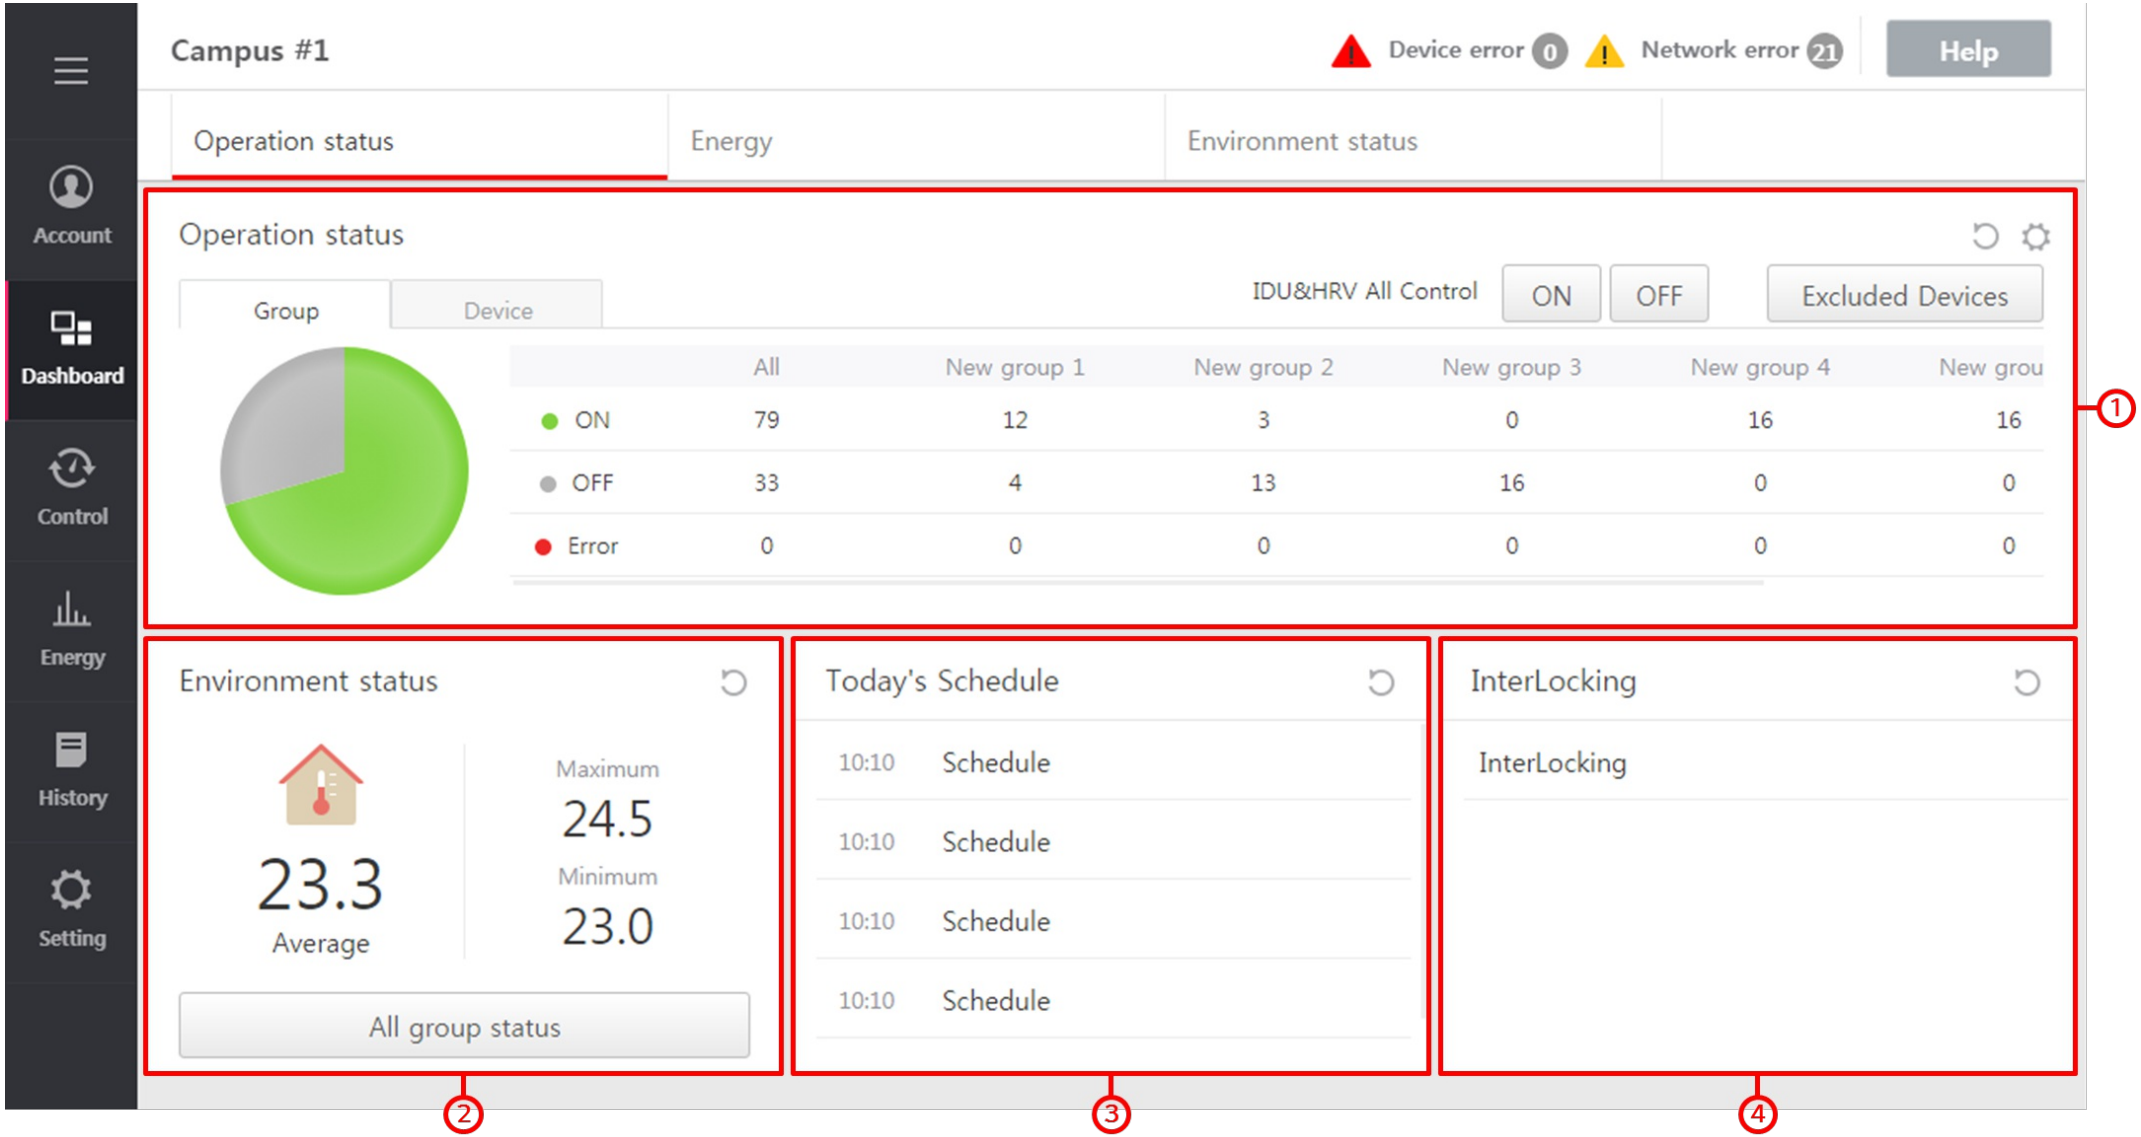 Campus #1
Device error 0
Network error 21
Help
Operation status
Energy
Environment status
Account
Dashboard
Control
Energy
History
Setting
Operation status
Group
Device
IDU&HRV All Control
ON
OFF
Excluded Devices
All New group 1 New group 2 New group 3 New group 4 New grou
ON 79 12 3 0 16 16
OFF 33 4 13 16 0 0
Error 0 0 0 0 0 0
1
Environment status
23.3
Average
Maximum
24.5
Minimum
23.0
All group status
2
Today's Schedule
10:10 Schedule
10:10 Schedule
10:10 Schedule
10:10 Schedule
3
InterLocking
InterLocking
4